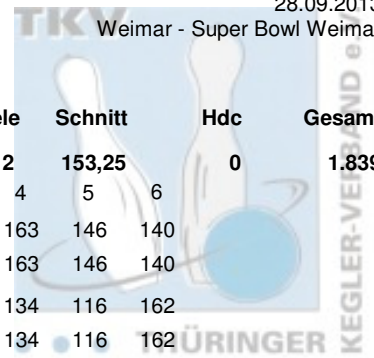 28.09.2013
TKV
Weimar - Super Bowl Weima
ele Schnitt Hdc Gesam
2 153,25 0 1.839
4 5 6
163 146 140
163 146 140
134 116 162
134 116 162
THÜRINGER
KEGLER-VERBAND e.V.